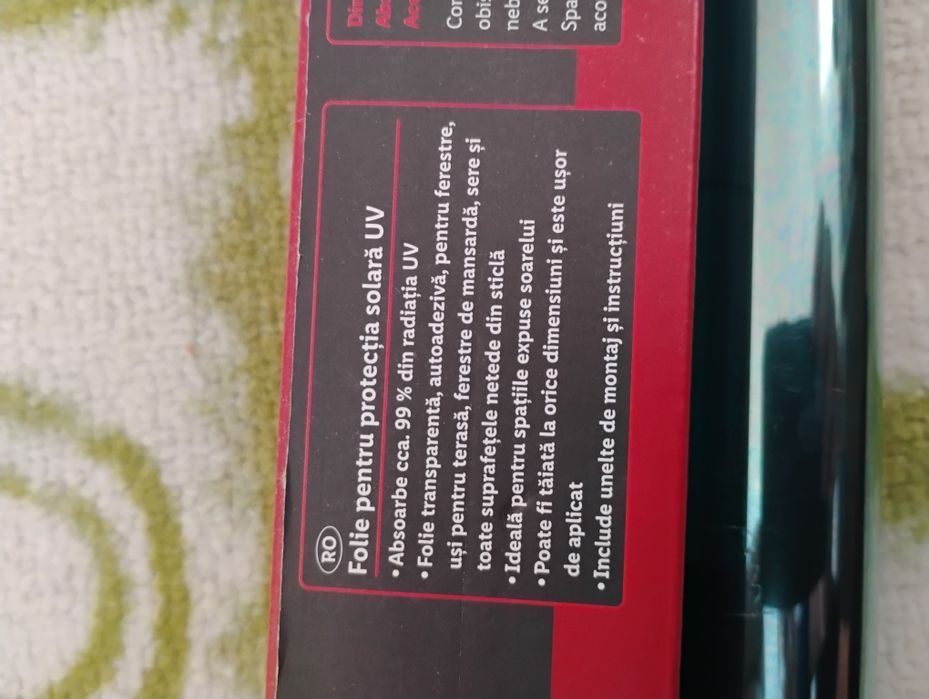 RO
Folie pentru protecția solară UV
• Absoarbe cca. 99 % din radiația UV
• Folie transparentă, autoadezivă, pentru ferestre,
uși pentru terasă, ferestre de mansardă, sere și
toate suprafețele netede din sticlă
• Ideală pentru spațiile expuse soarelui
• Poate fi tăiată la orice dimensiuni și este ușor
de aplicat
• Include unelte de montaj și instrucțiuni